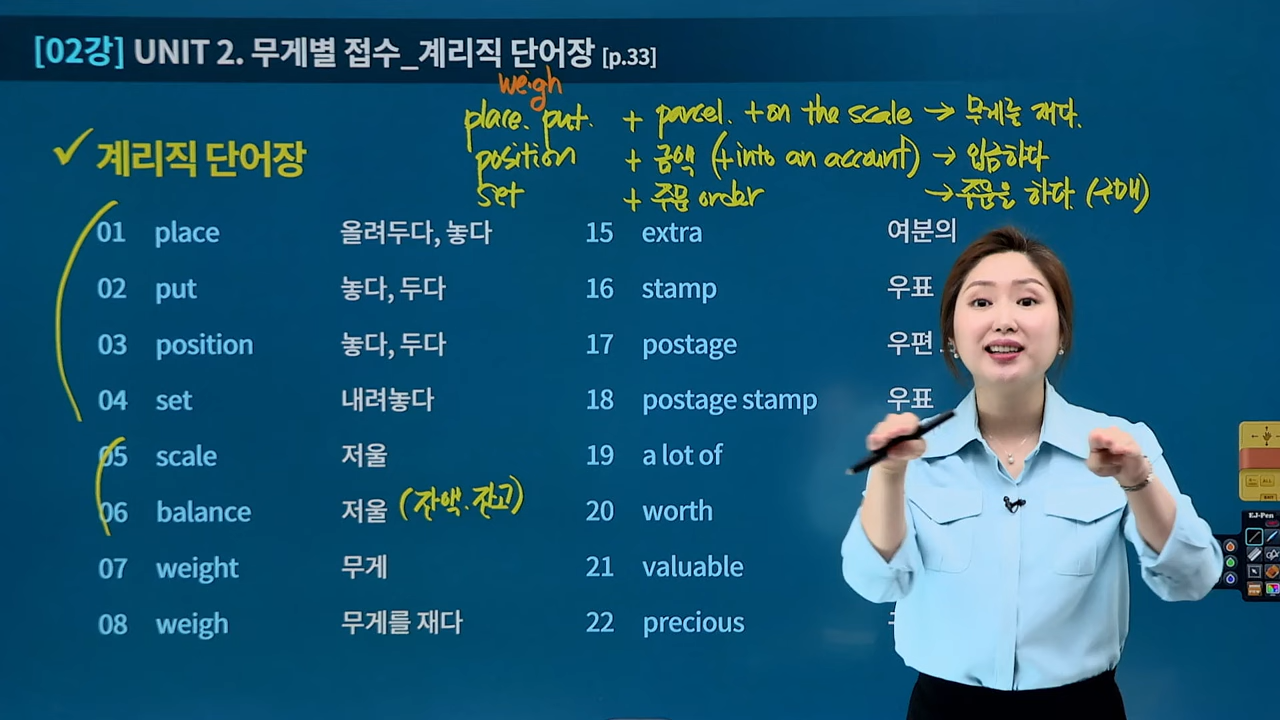 [02강] UNIT 2. 무게별 접수_계리직 단어장 [p.33]
weigh
place. put. + parcel. + on the scale → 무게를 재다.
position + 금액 (+into an account) → 입금하다
set + 주문 order → 주문을 하다. (구매)
✓ 계리직 단어장
01 place 올려두다, 놓다
02 put 놓다, 두다
03 position 놓다, 두다
04 set 내려놓다
05 scale 저울
06 balance 저울 (잔액.잔고)
07 weight 무게
08 weigh 무게를 재다
15 extra 여분의
16 stamp 우표
17 postage 우편
18 postage stamp 우표
19 a lot of
20 worth
21 valuable
22 precious
EJ-Pen